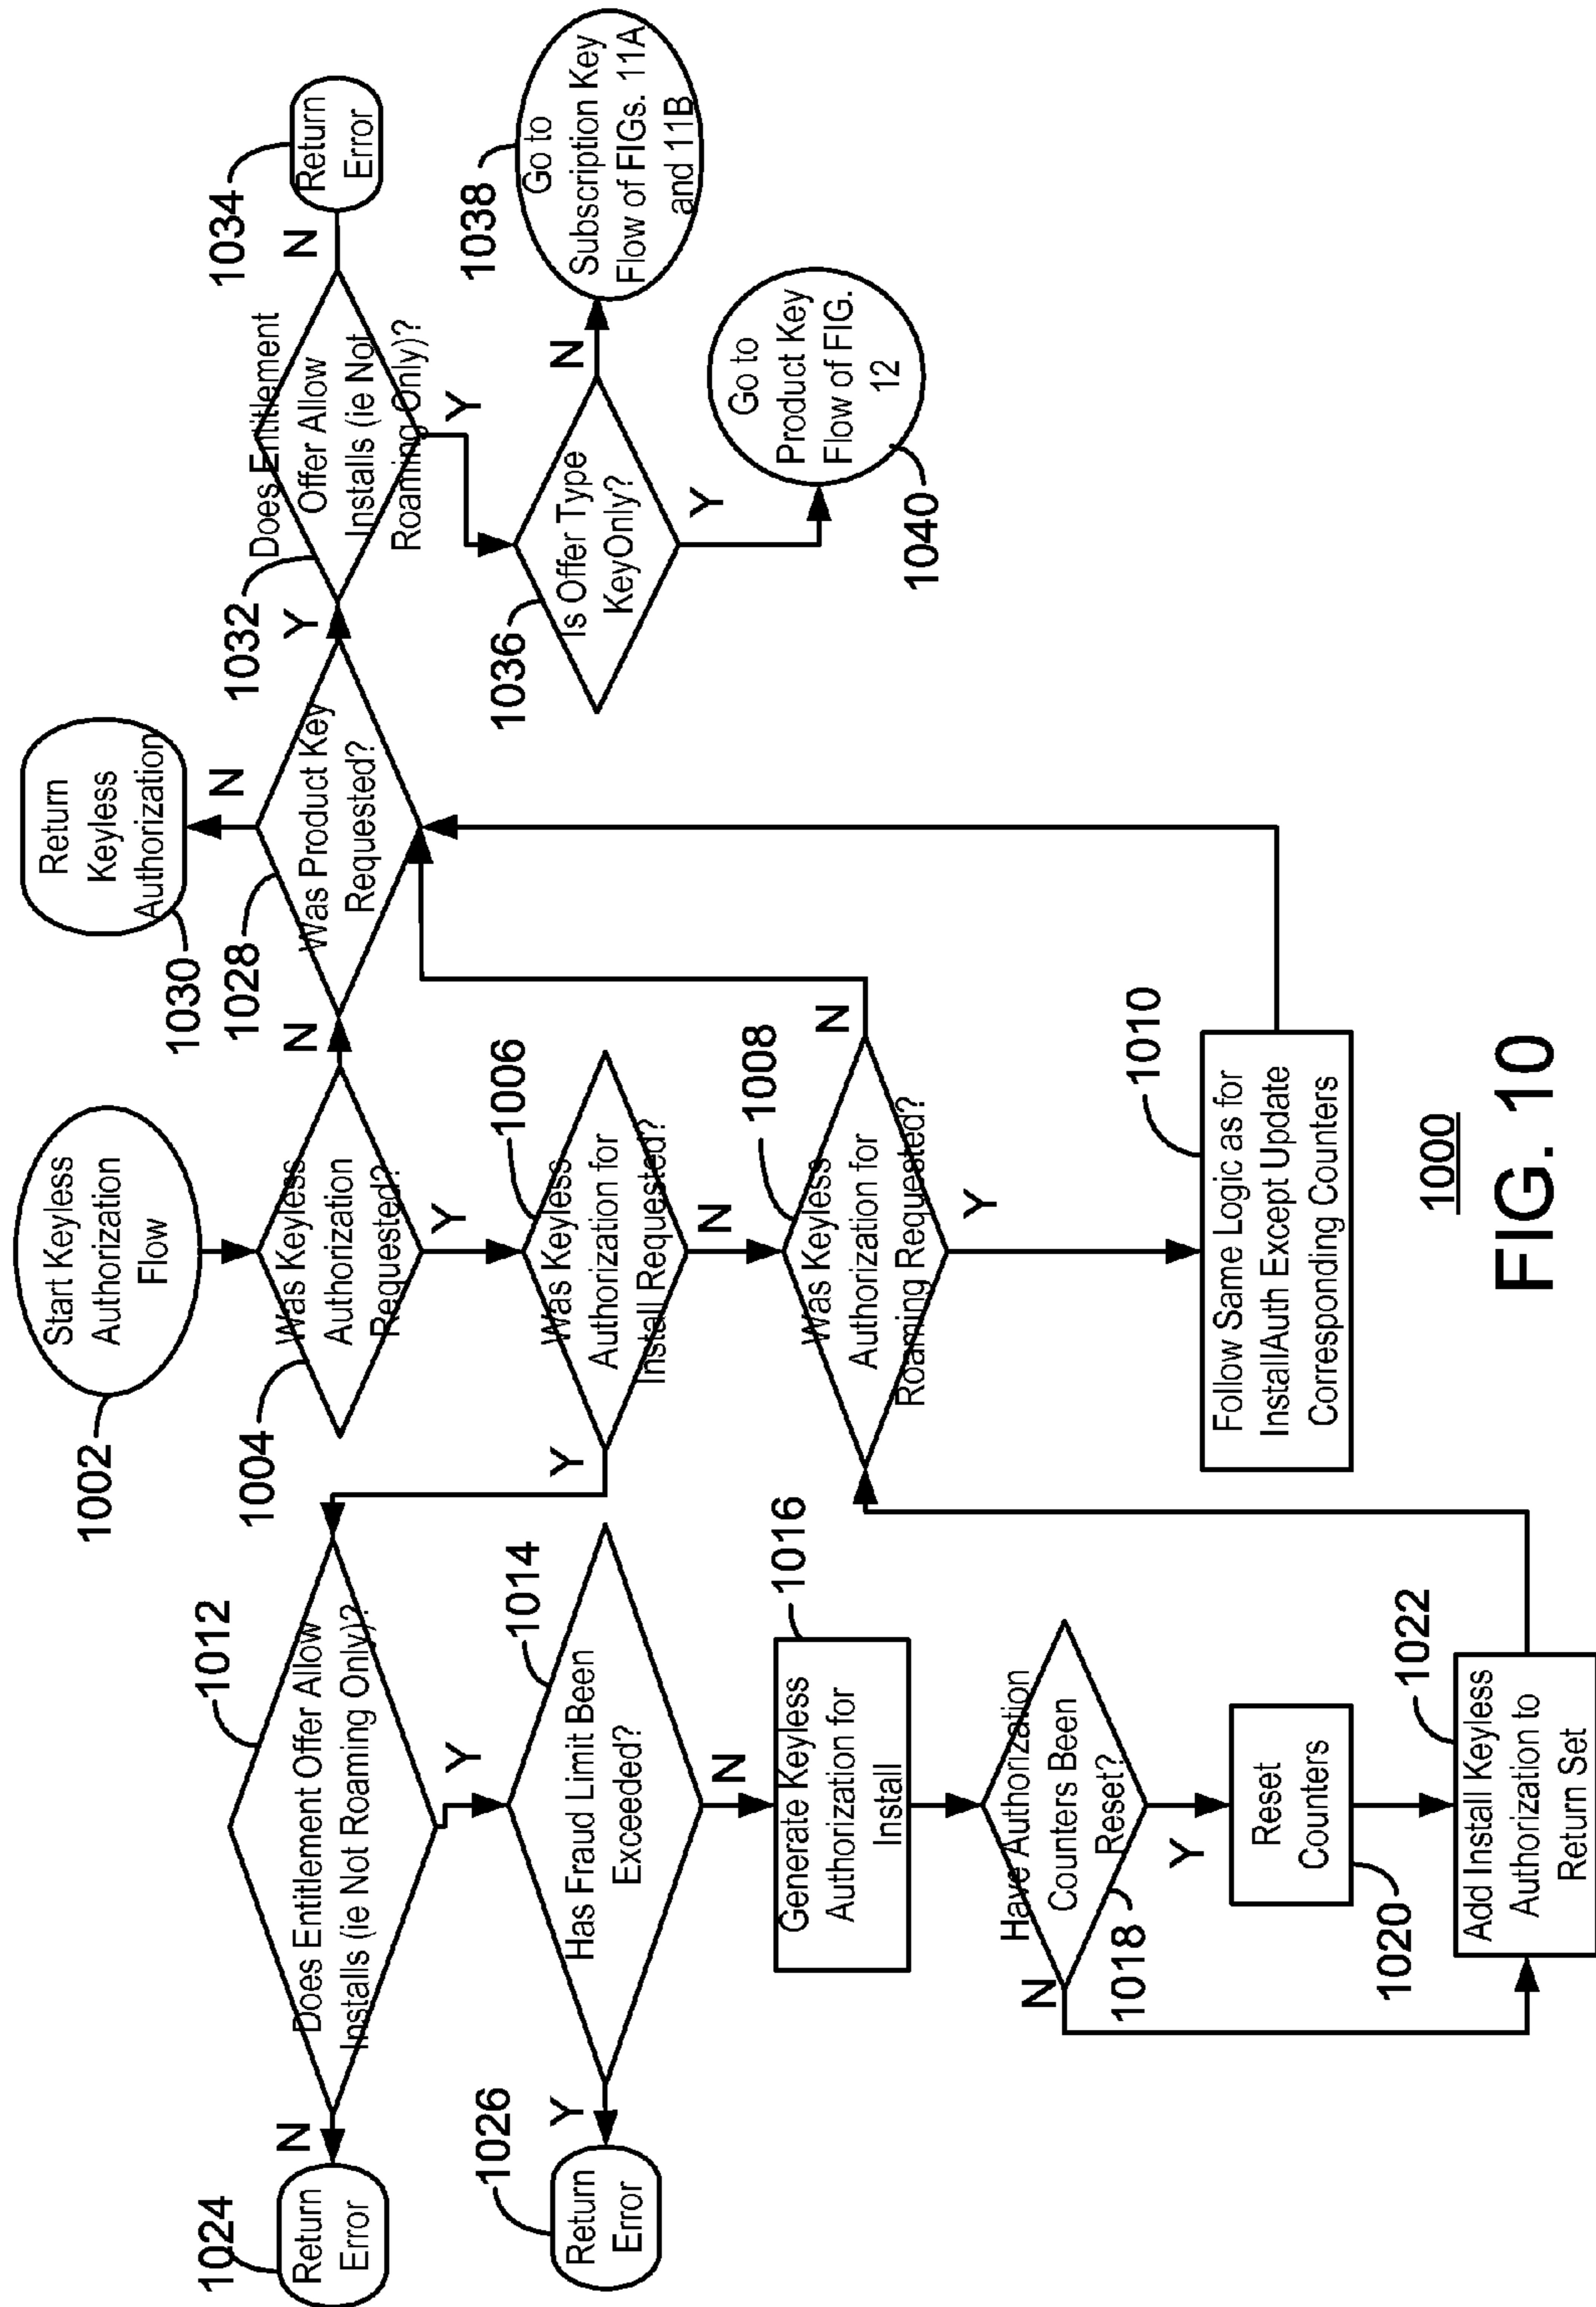 1002
Start Keyless
Authorization
Flow
1004
Was Keyless
Authorization
Requested?
N
Y
1006
Was Keyless
Authorization for
Install Requested?
Y
N
1008
Was Keyless
Authorization for
Roaming Requested?
N
Y
1010
Follow Same Logic as for
InstallAuth Except Update
Corresponding Counters
1012
Does Entitlement Offer Allow
Installs (ie Not Roaming Only)?
N
Y
1024
Return
Error
1014
Has Fraud Limit Been
Exceeded?
Y
N
1026
Return
Error
1016
Generate Keyless
Authorization for
Install
Have Authorization
Counters Been
Reset?
1018
N
Y
Reset
Counters
1020
1022
Add Install Keyless
Authorization to
Return Set
1028
Was Product Key
Requested?
N
Y
1030
Return
Keyless
Authorization
1032
Does Entitlement
Offer Allow
Installs (ie Not
Roaming Only)?
N
Y
1034
Return
Error
1036
Is Offer Type
KeyOnly?
N
Y
1038
Go to
Subscription Key
Flow of FIGs. 11A
and 11B
Go to
Product Key
Flow of FIG.
12
1040
1000
FIG. 10